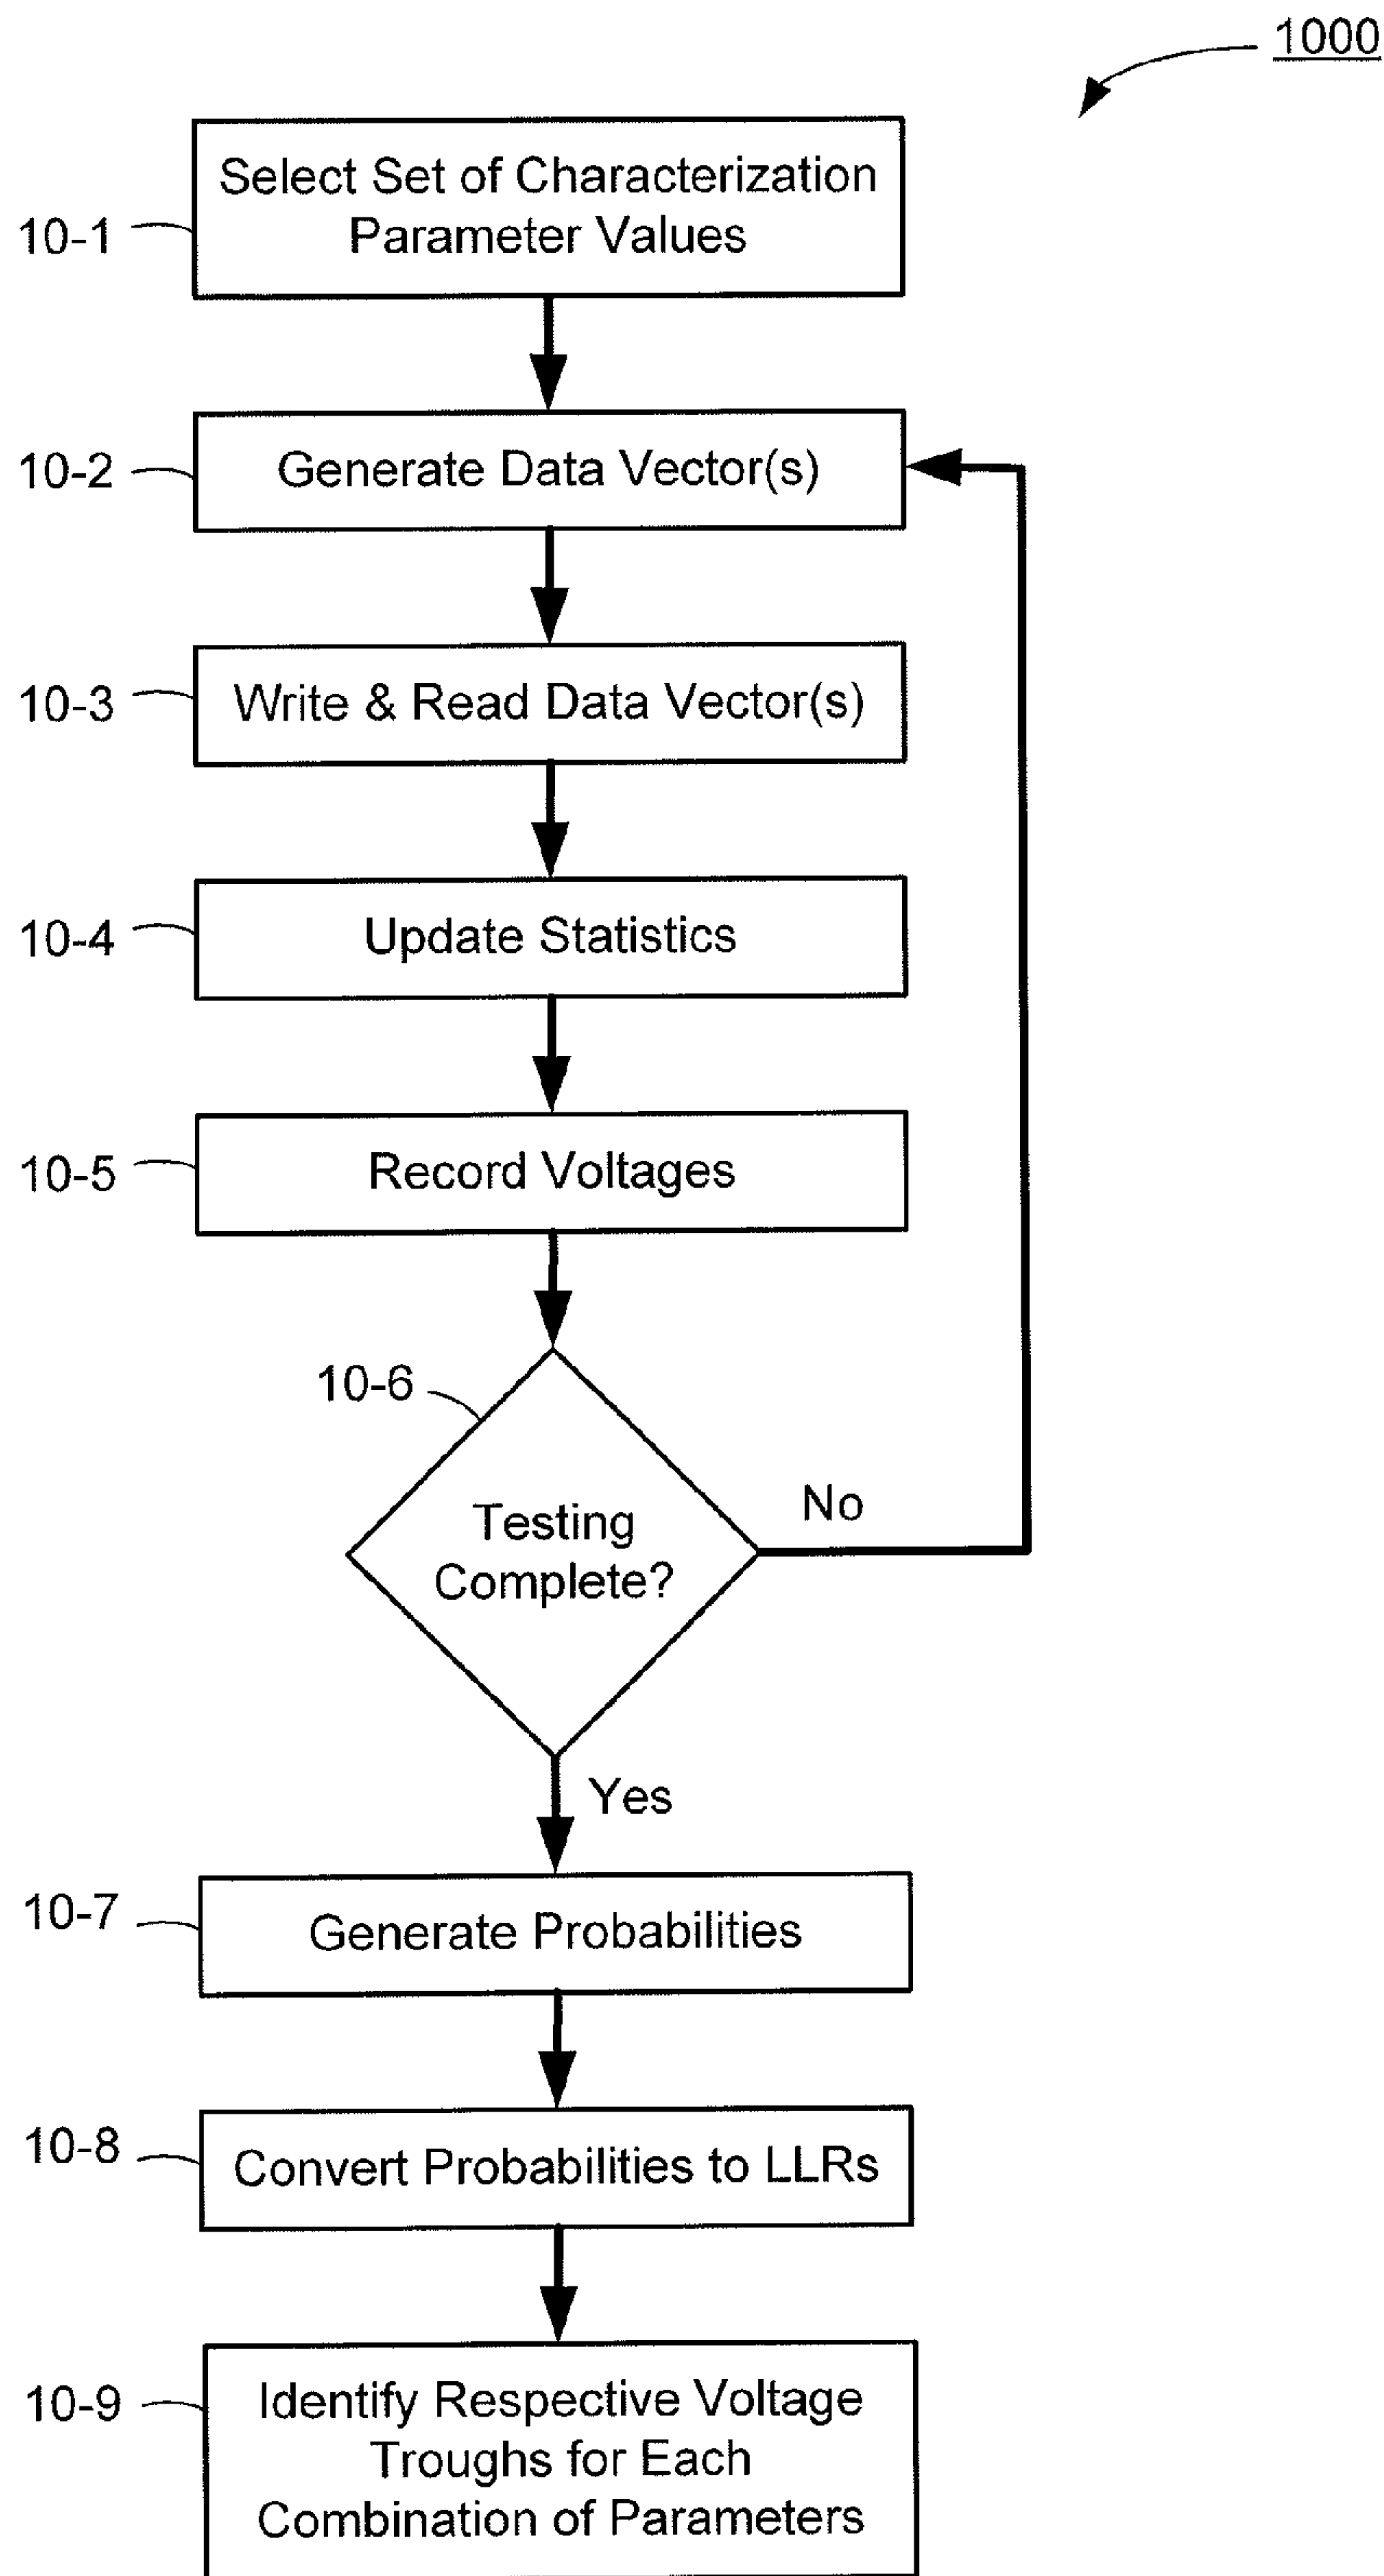 1000
Select Set of Characterization
Parameter Values
10-1
Generate Data Vector(s)
10-2
Write & Read Data Vector(s)
10-3
Update Statistics
10-4
Record Voltages
10-5
10-6
Testing
Complete?
No
Yes
Generate Probabilities
10-7
Convert Probabilities to LLRs
10-8
Identify Respective Voltage
Troughs for Each
Combination of Parameters
10-9